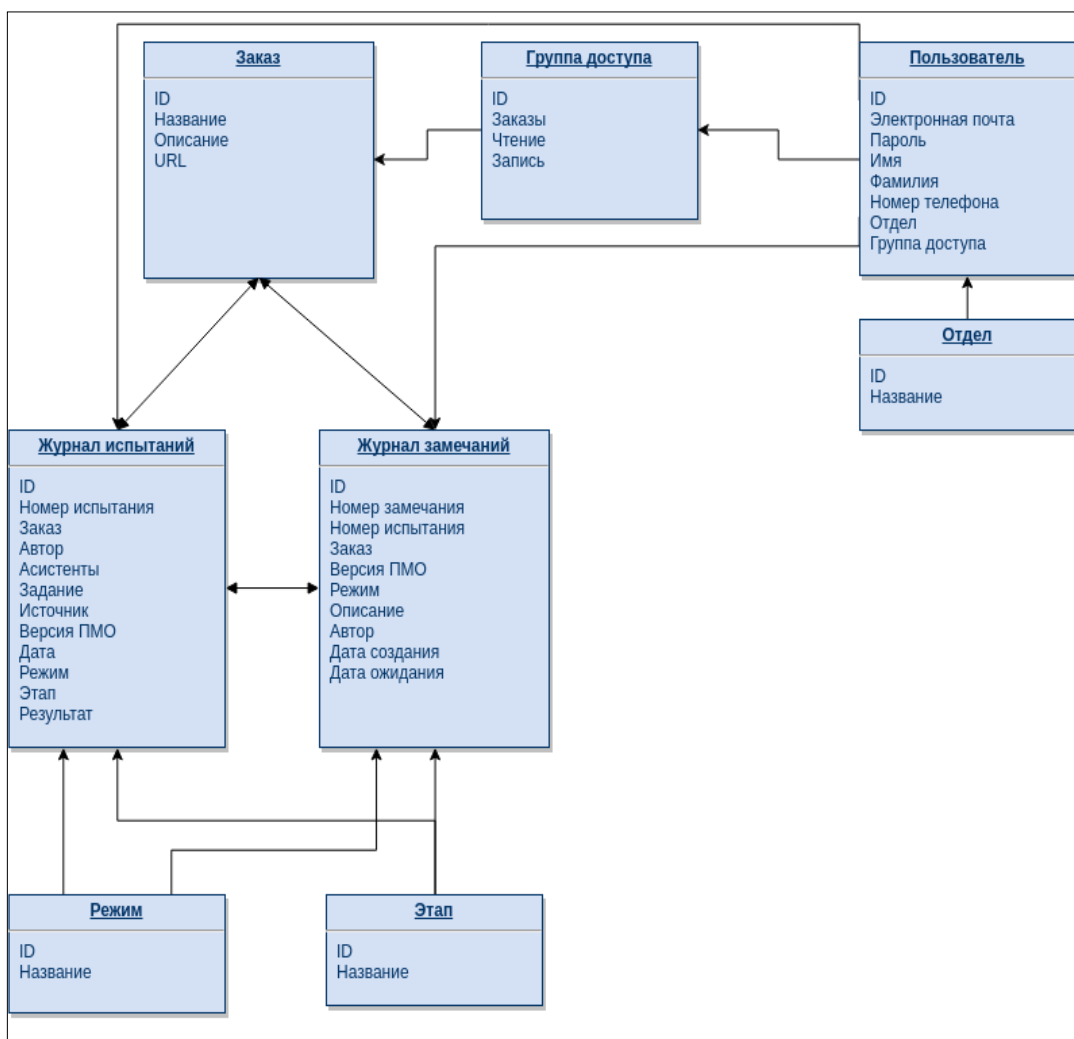 Заказ
ID
Название
Описание
URL
Группа доступа
ID
Заказы
Чтение
Запись
Пользователь
ID
Электронная почта
Пароль
Имя
Фамилия
Номер телефона
Отдел
Группа доступа
Отдел
ID
Название
Журнал испытаний
ID
Номер испытания
Заказ
Автор
Асистенты
Задание
Источник
Версия ПМО
Дата
Режим
Этап
Результат
Журнал замечаний
ID
Номер замечания
Номер испытания
Заказ
Версия ПМО
Режим
Описание
Автор
Дата создания
Дата ожидания
Режим
ID
Название
Этап
ID
Название